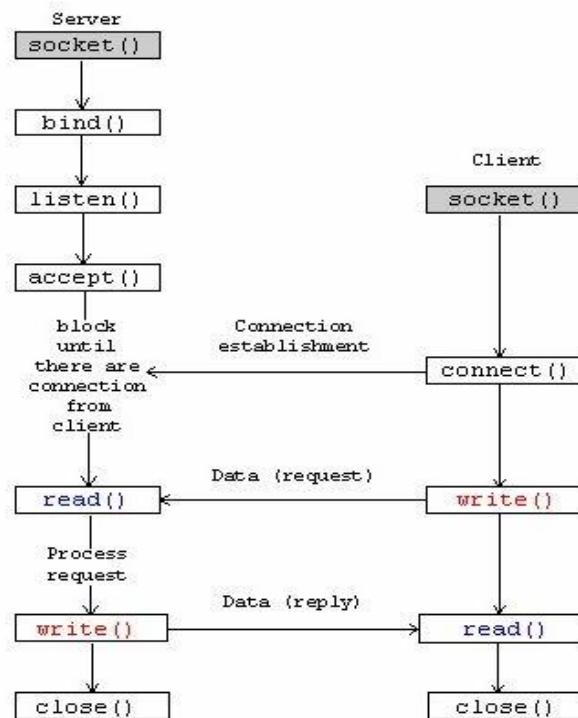 Server
socket()
bind()
listen()
accept()
block
until
there are
connection
from
client
read()
Process
request
write()
close()
Connection
establishment
Data (request)
Data (reply)
Client
socket()
connect()
write()
read()
close()